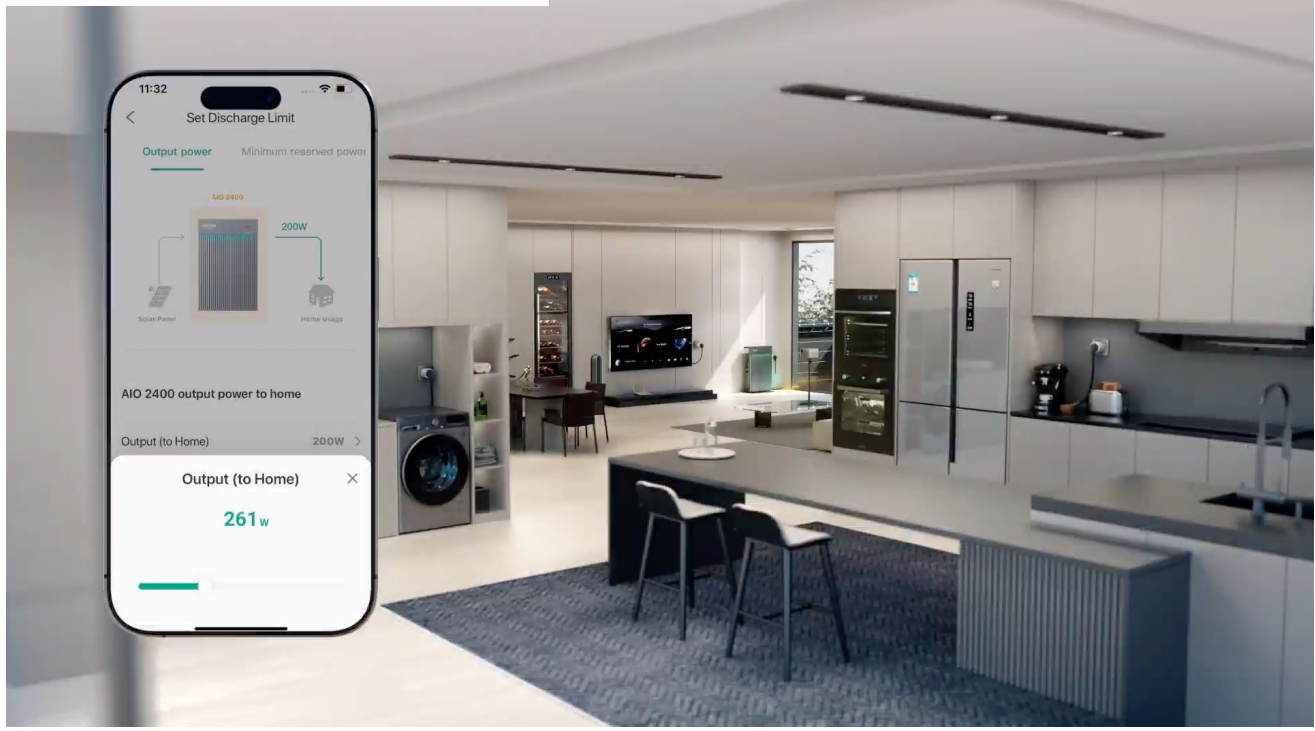 11:32
Set Discharge Limit
Output power Minimum reserved power
AIO 2400
200W
Solar Panel Home Usage
AIO 2400 output power to home
Output (to Home) 200W
Output (to Home)
261 W